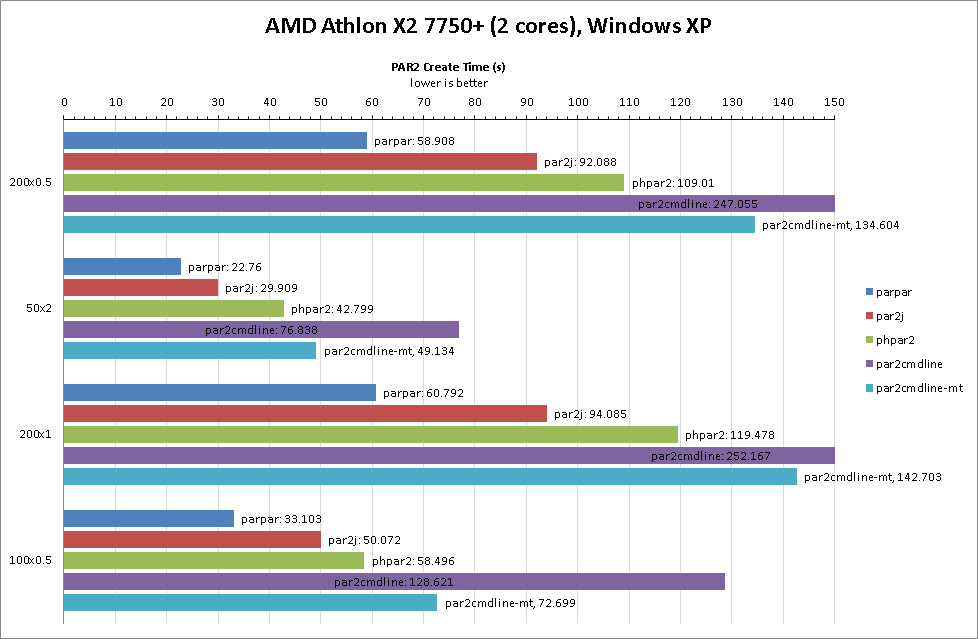 AMD Athlon X2 7750+ (2 cores), Windows XP
PAR2 Create Time (s)
lower is better
0 10 20 30 40 50 60 70 80 90 100 110 120 130 140 150
parpar: 58.908
par2j: 92.088
200x0.5
phpar2: 109.01
par2cmdline: 247.055
par2cmdline-mt, 134.604
parpar: 22.76
par2j: 29.909
50x2
phpar2: 42.799
par2cmdline: 76.838
par2cmdline-mt, 49.134
parpar: 60.792
par2j: 94.085
200x1
phpar2: 119.478
par2cmdline: 252.167
par2cmdline-mt, 142.703
parpar: 33.103
par2j: 50.072
100x0.5
phpar2: 58.496
par2cmdline: 128.621
par2cmdline-mt, 72.699
parpar
par2j
phpar2
par2cmdline
par2cmdline-mt